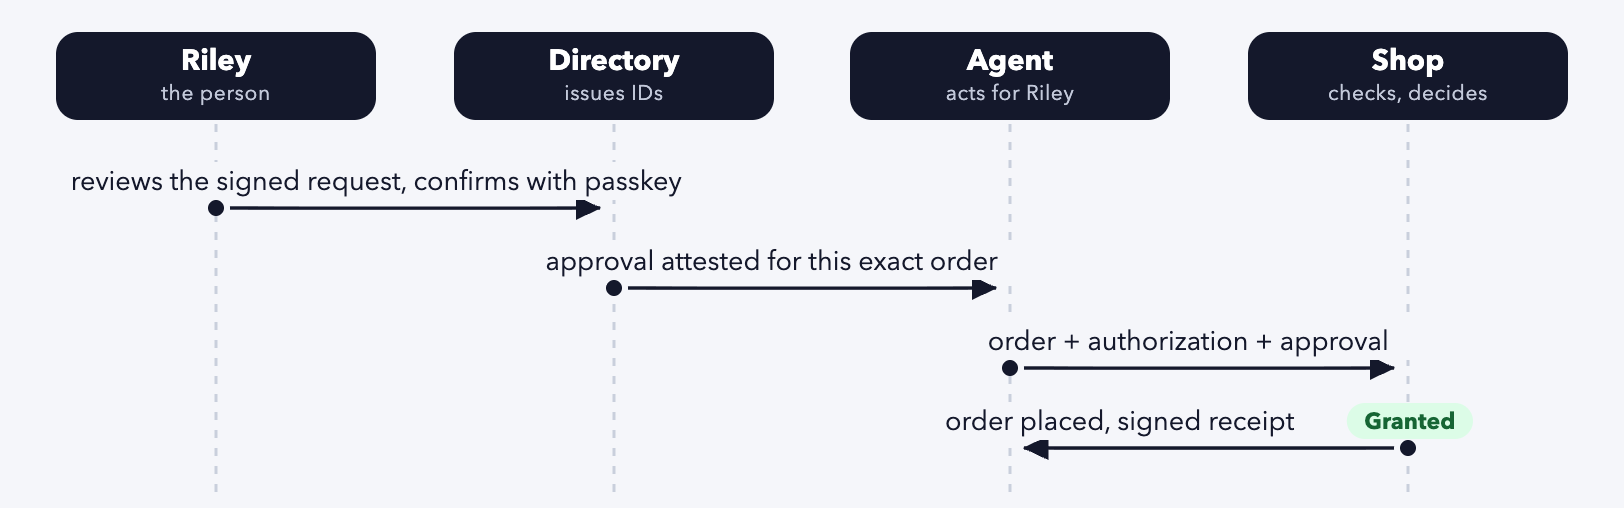 Riley
the person
Directory
issues IDs
Agent
acts for Riley
Shop
checks, decides
reviews the signed request, confirms with passkey
approval attested for this exact order
order + authorization + approval
order placed, signed receipt
Granted